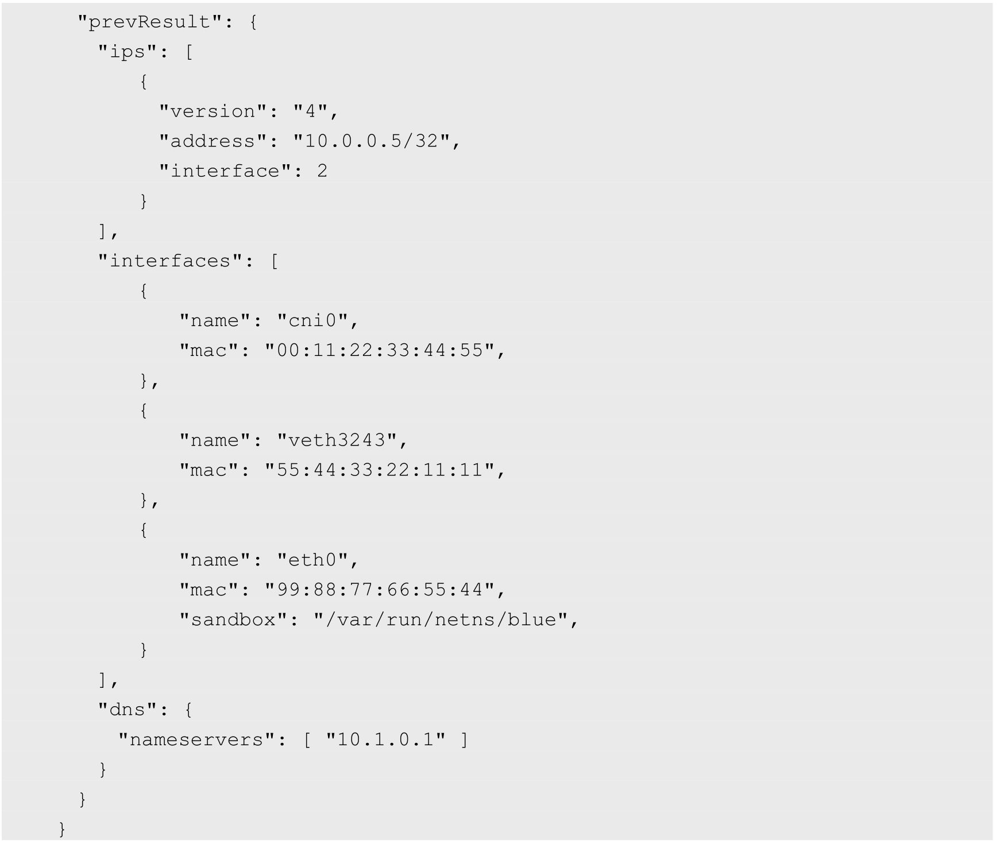 "prevResult": {
"ips": [
{
"version": "4",
"address": "10.0.0.5/32",
"interface": 2
}
],
"interfaces": [
{
"name": "cni0",
"mac": "00:11:22:33:44:55",
},
{
"name": "veth3243",
"mac": "55:44:33:22:11:11",
},
{
"name": "eth0",
"mac": "99:88:77:66:55:44",
"sandbox": "/var/run/netns/blue",
}
],
"dns": {
"nameservers": [ "10.1.0.1" ]
}
}
}